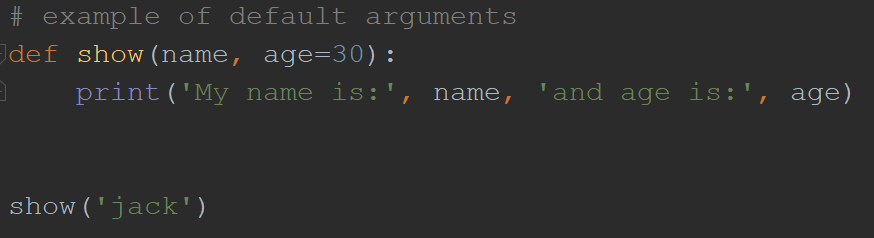 # example of default arguments
def show(name, age=30):
    print('My name is:', name, 'and age is:', age)
show('jack')